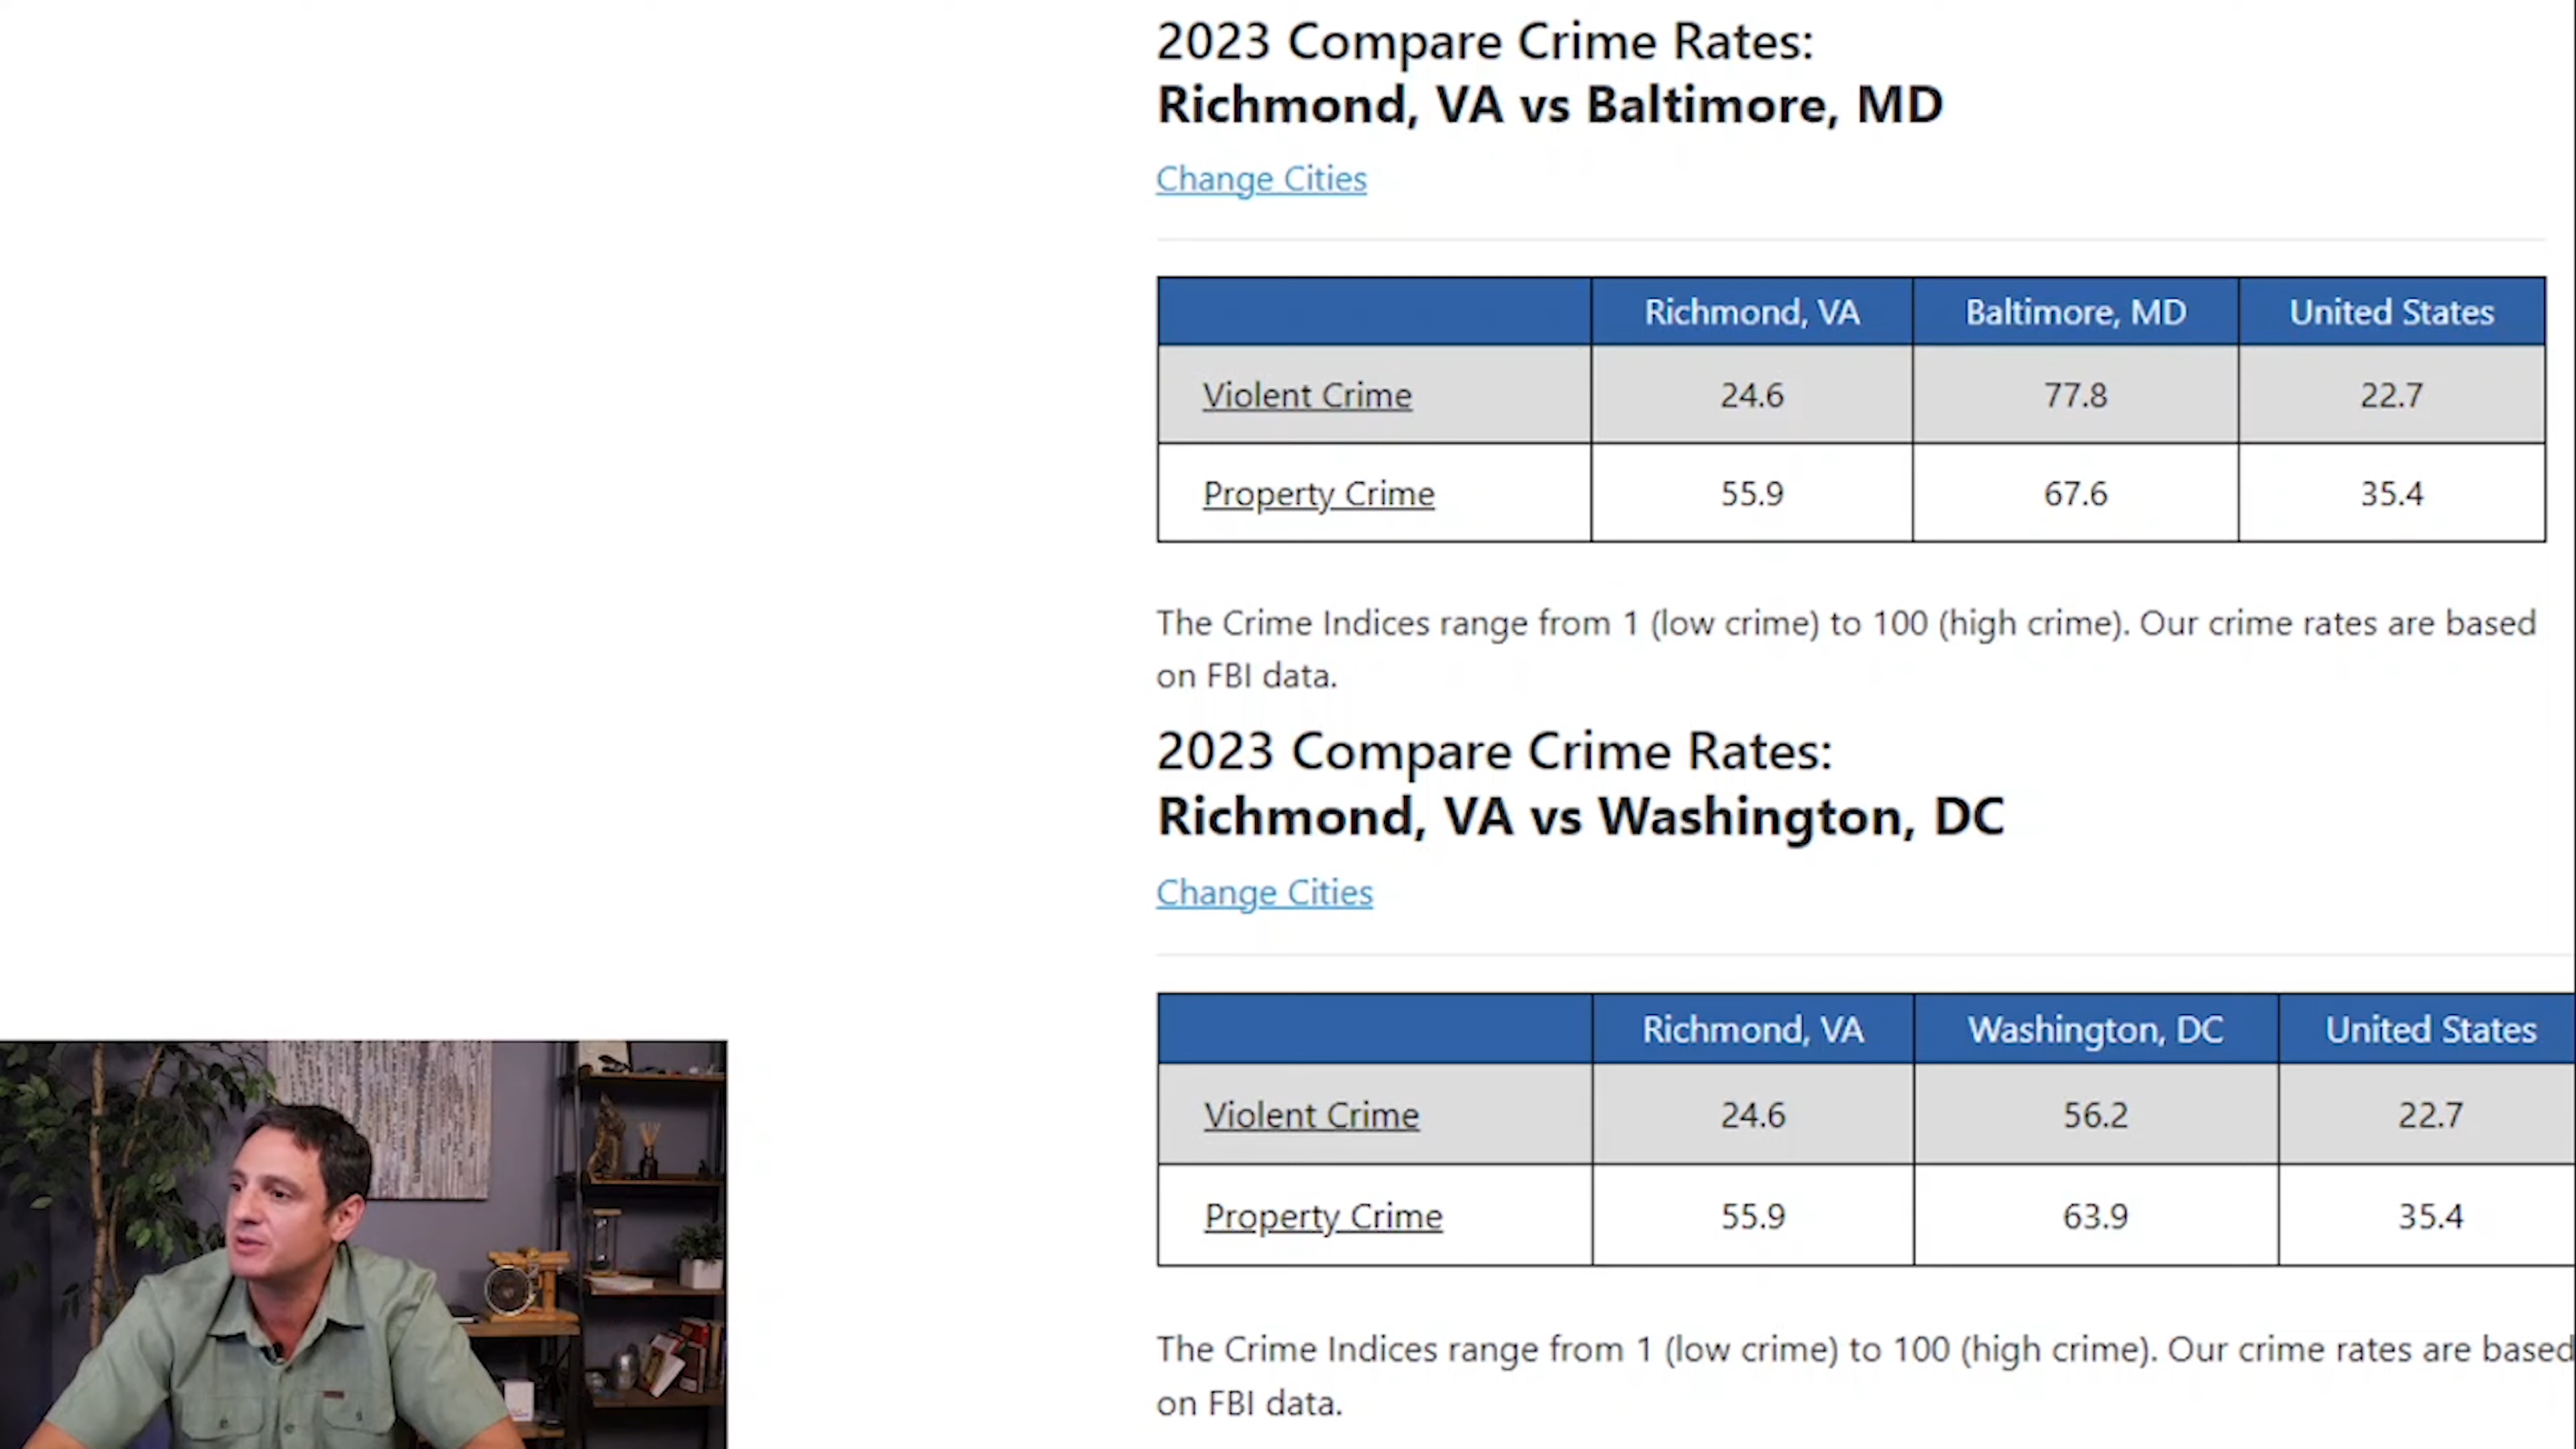 2023 Compare Crime Rates:
Richmond, VA vs Baltimore, MD
Change Cities
Richmond, VA Baltimore, MD United States
Violent Crime 24.6 77.8 22.7
Property Crime 55.9 67.6 35.4
The Crime Indices range from 1 (low crime) to 100 (high crime). Our crime rates are based
on FBI data.
2023 Compare Crime Rates:
Richmond, VA vs Washington, DC
Change Cities
Richmond, VA Washington, DC United States
Violent Crime 24.6 56.2 22.7
Property Crime 55.9 63.9 35.4
The Crime Indices range from 1 (low crime) to 100 (high crime). Our crime rates are based
on FBI data.